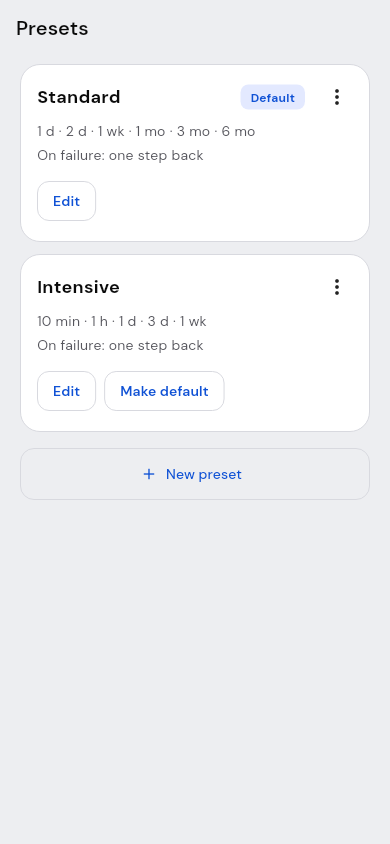 Presets
Standard
Default
1 d · 2 d · 1 wk · 1 mo · 3 mo · 6 mo
On failure: one step back
Edit
Intensive
10 min · 1 h · 1 d · 3 d · 1 wk
On failure: one step back
Edit
Make default
+ New preset